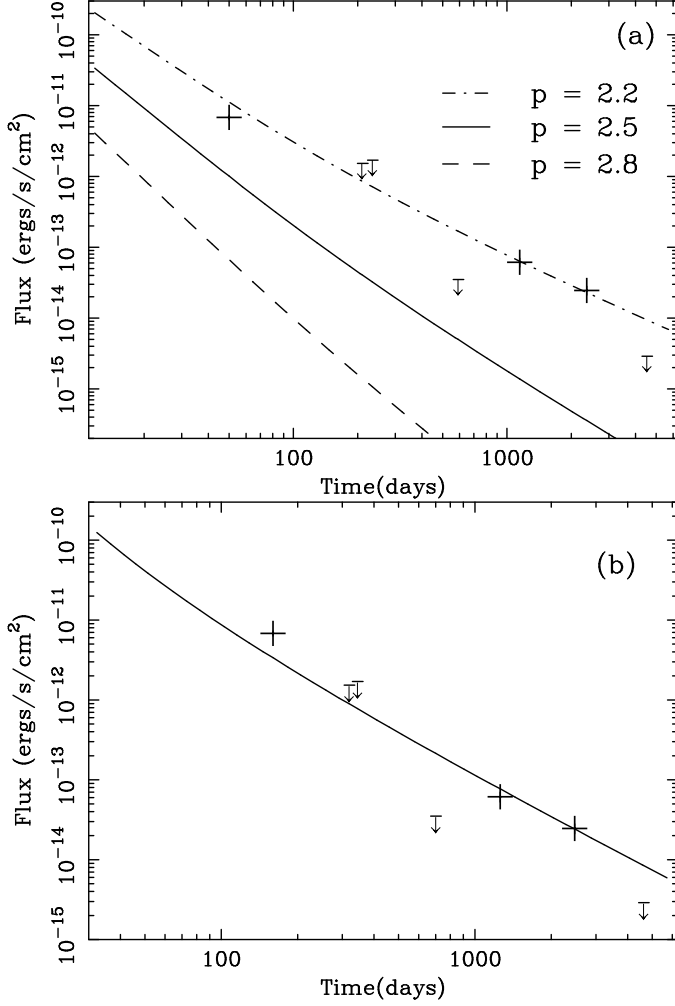 (a)
10⁻¹⁰
10⁻¹¹
10⁻¹²
10⁻¹³
10⁻¹⁴
10⁻¹⁵
Flux (ergs/s/cm²)
p = 2.2
p = 2.5
p = 2.8
100 1000
Time(days)
(b)
10⁻¹⁰
10⁻¹¹
10⁻¹²
10⁻¹³
10⁻¹⁴
10⁻¹⁵
Flux (ergs/s/cm²)
100 1000
Time(days)